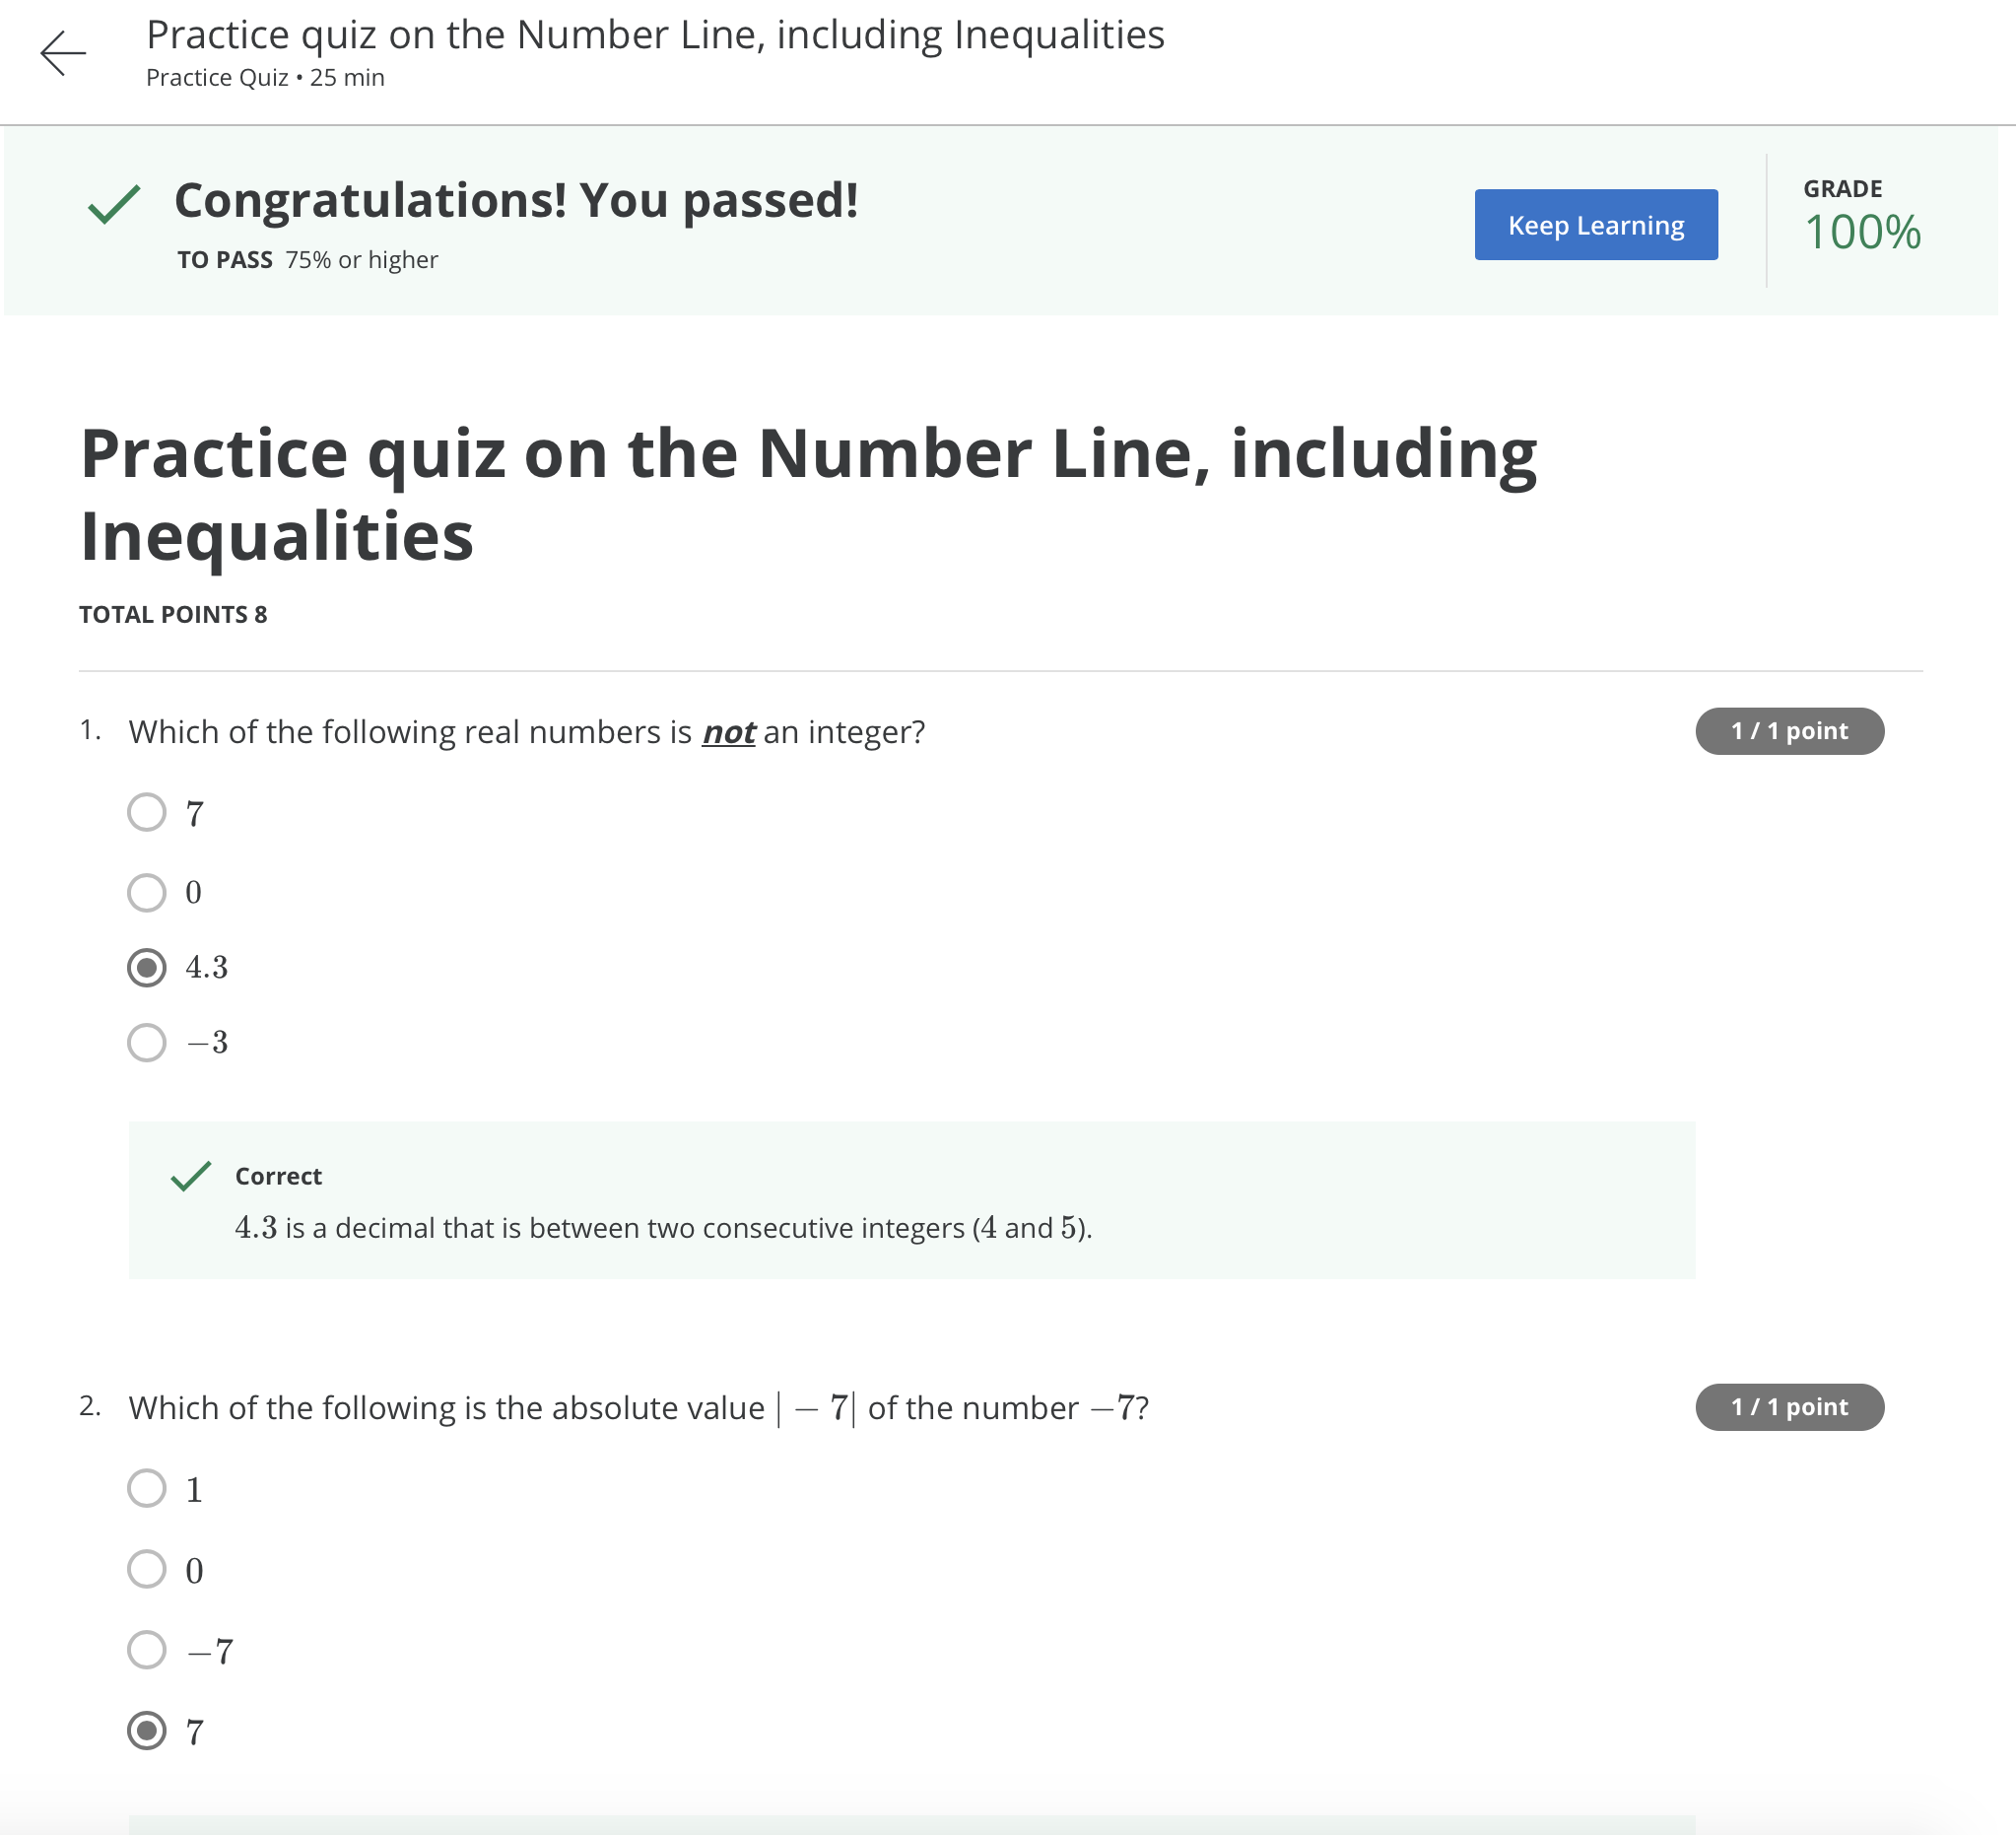 Practice quiz on the Number Line, including Inequalities
Practice Quiz • 25 min
Congratulations! You passed!
TO PASS 75% or higher
Keep Learning
GRADE
100%
Practice quiz on the Number Line, including
Inequalities
TOTAL POINTS 8
1. Which of the following real numbers is not an integer?
1 / 1 point
7
0
4.3
−3
Correct
4.3 is a decimal that is between two consecutive integers (4 and 5).
2. Which of the following is the absolute value | − 7| of the number −7?
1 / 1 point
1
0
−7
7